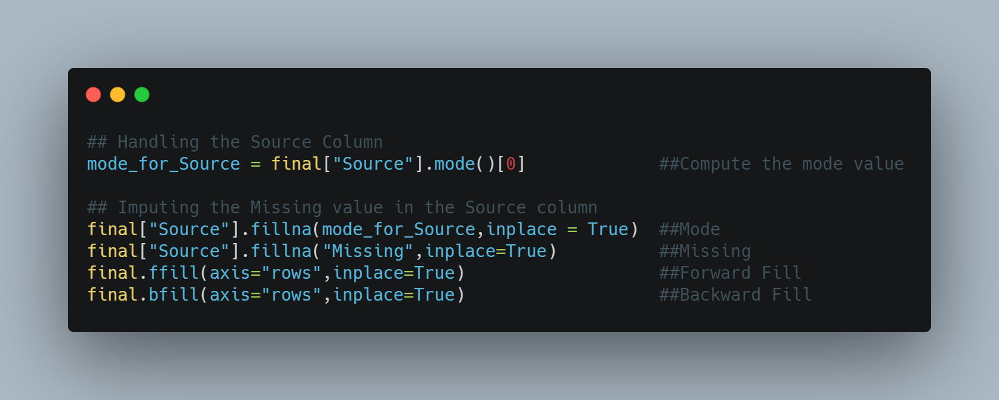 ## Handling the Source Column
mode_for_Source = final["Source"].mode()[0]             ##Compute the mode value
## Imputing the Missing value in the Source column
final["Source"].fillna(mode_for_Source,inplace = True)  ##Mode
final["Source"].fillna("Missing",inplace=True)          ##Missing
final.ffill(axis="rows",inplace=True)                   ##Forward Fill
final.bfill(axis="rows",inplace=True)                   ##Backward Fill